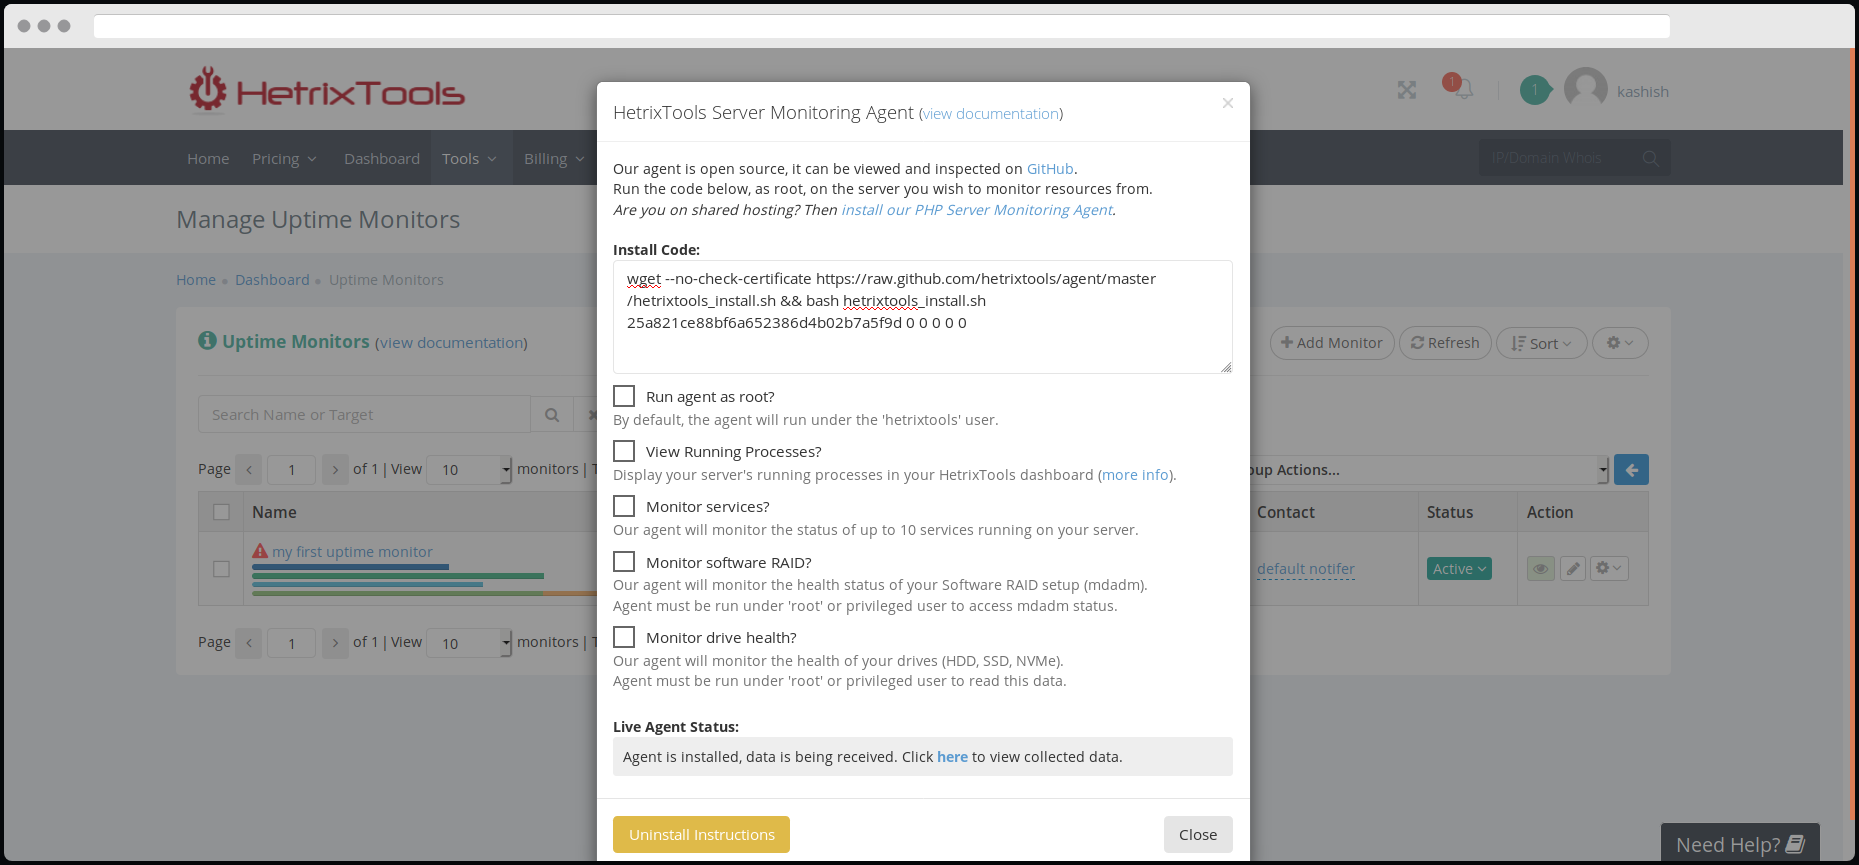 HetrixTools
1
1
kashish
Home
Pricing
Dashboard
Tools
Billing
IP/Domain Whois
Manage Uptime Monitors
Home
Dashboard
Uptime Monitors
Uptime Monitors (view documentation)
Add Monitor
Refresh
Sort
Search Name or Target
Page 1 of 1 | View 10 monitors |
up Actions...
Name
Contact
Status
Action
my first uptime monitor
default notifer
Active
Page 1 of 1 | View 10 monitors |
HetrixTools Server Monitoring Agent (view documentation)
×
Our agent is open source, it can be viewed and inspected on GitHub.
Run the code below, as root, on the server you wish to monitor resources from.
Are you on shared hosting? Then install our PHP Server Monitoring Agent.
Install Code:
wget --no-check-certificate https://raw.github.com/hetrixtools/agent/master
/hetrixtools_install.sh && bash hetrixtools_install.sh
25a821ce88bf6a652386d4b02b7a5f9d 0 0 0 0 0
Run agent as root?
By default, the agent will run under the 'hetrixtools' user.
View Running Processes?
Display your server's running processes in your HetrixTools dashboard (more info).
Monitor services?
Our agent will monitor the status of up to 10 services running on your server.
Monitor software RAID?
Our agent will monitor the health status of your Software RAID setup (mdadm).
Agent must be run under 'root' or privileged user to access mdadm status.
Monitor drive health?
Our agent will monitor the health of your drives (HDD, SSD, NVMe).
Agent must be run under 'root' or privileged user to read this data.
Live Agent Status:
Agent is installed, data is being received. Click here to view collected data.
Uninstall Instructions
Close
Need Help?